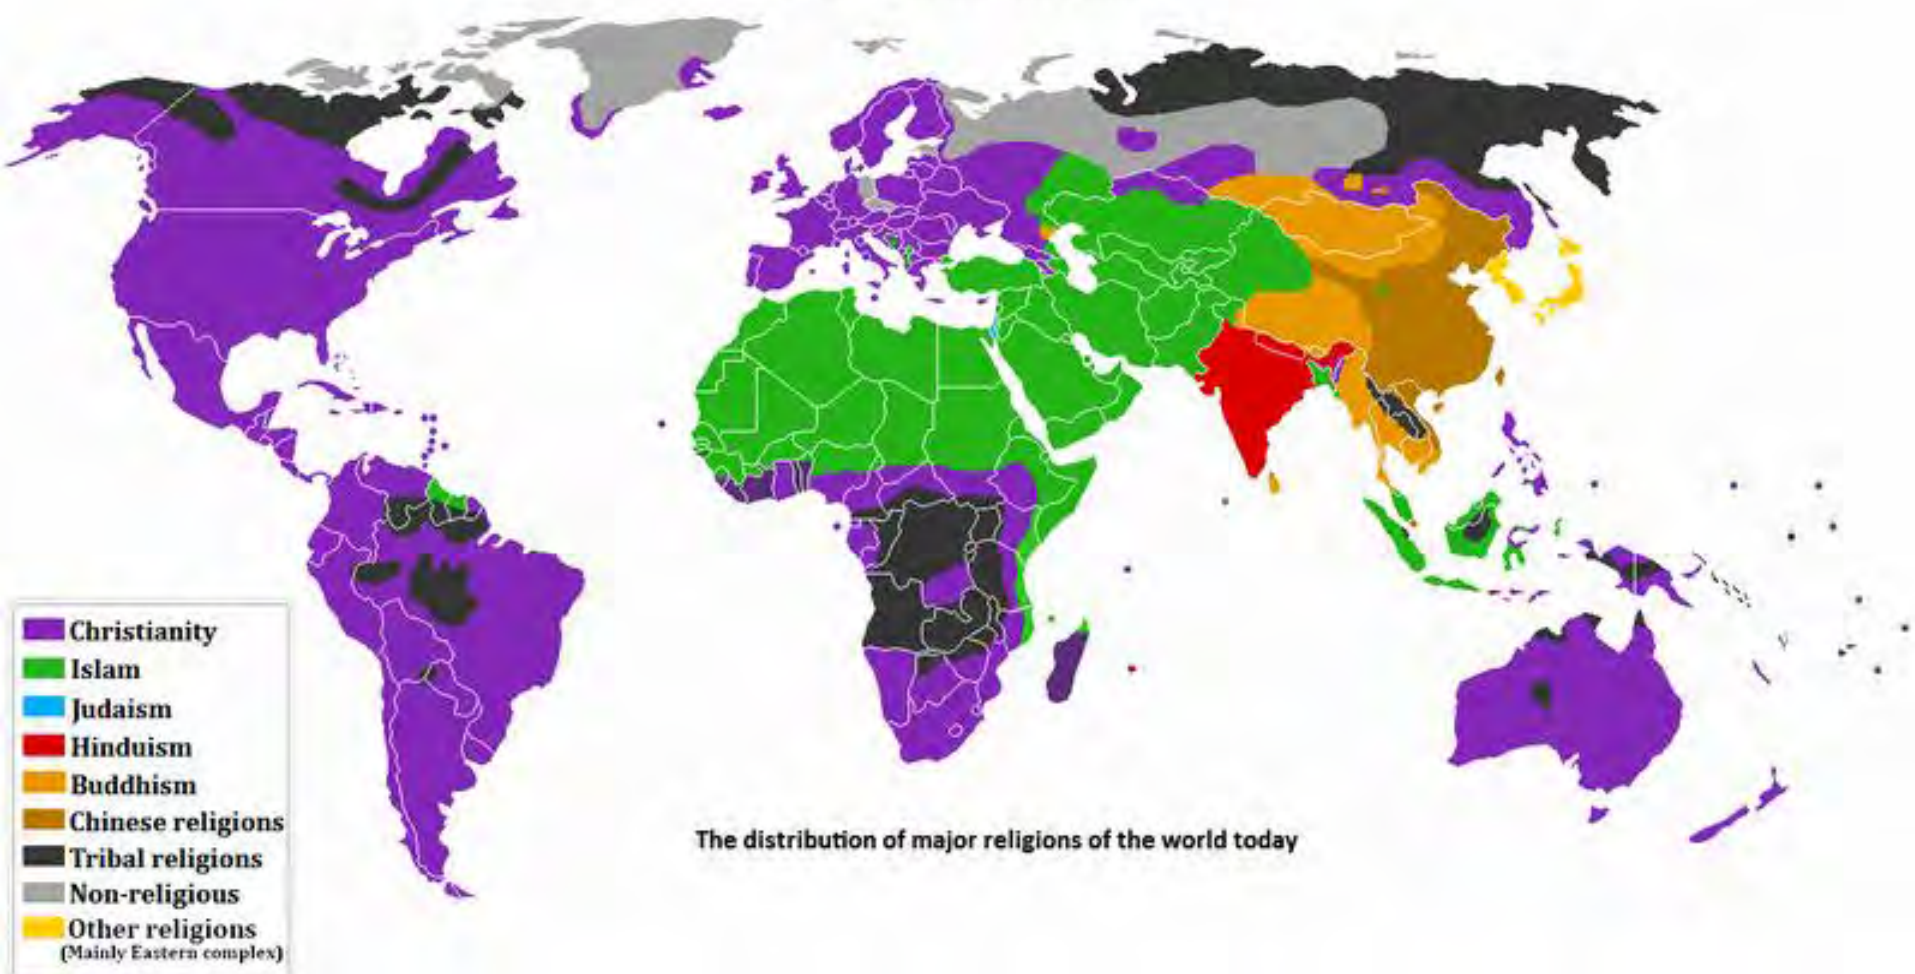 Christianity
Islam
Judaism
Hinduism
Buddhism
Chinese religions
Tribal religions
Non-religious
Other religions
(Mainly Eastern complex)
The distribution of major religions of the world today